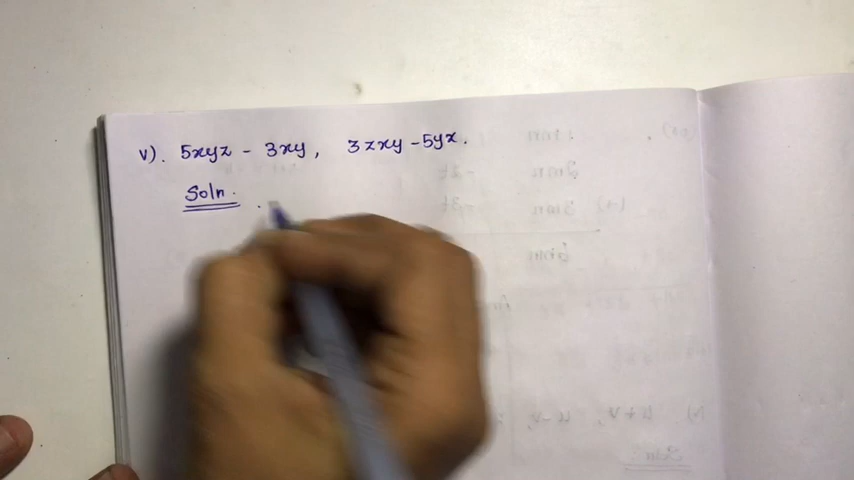 v). 5xyz - 3xy, 3zxy - 5yx.
Soln.